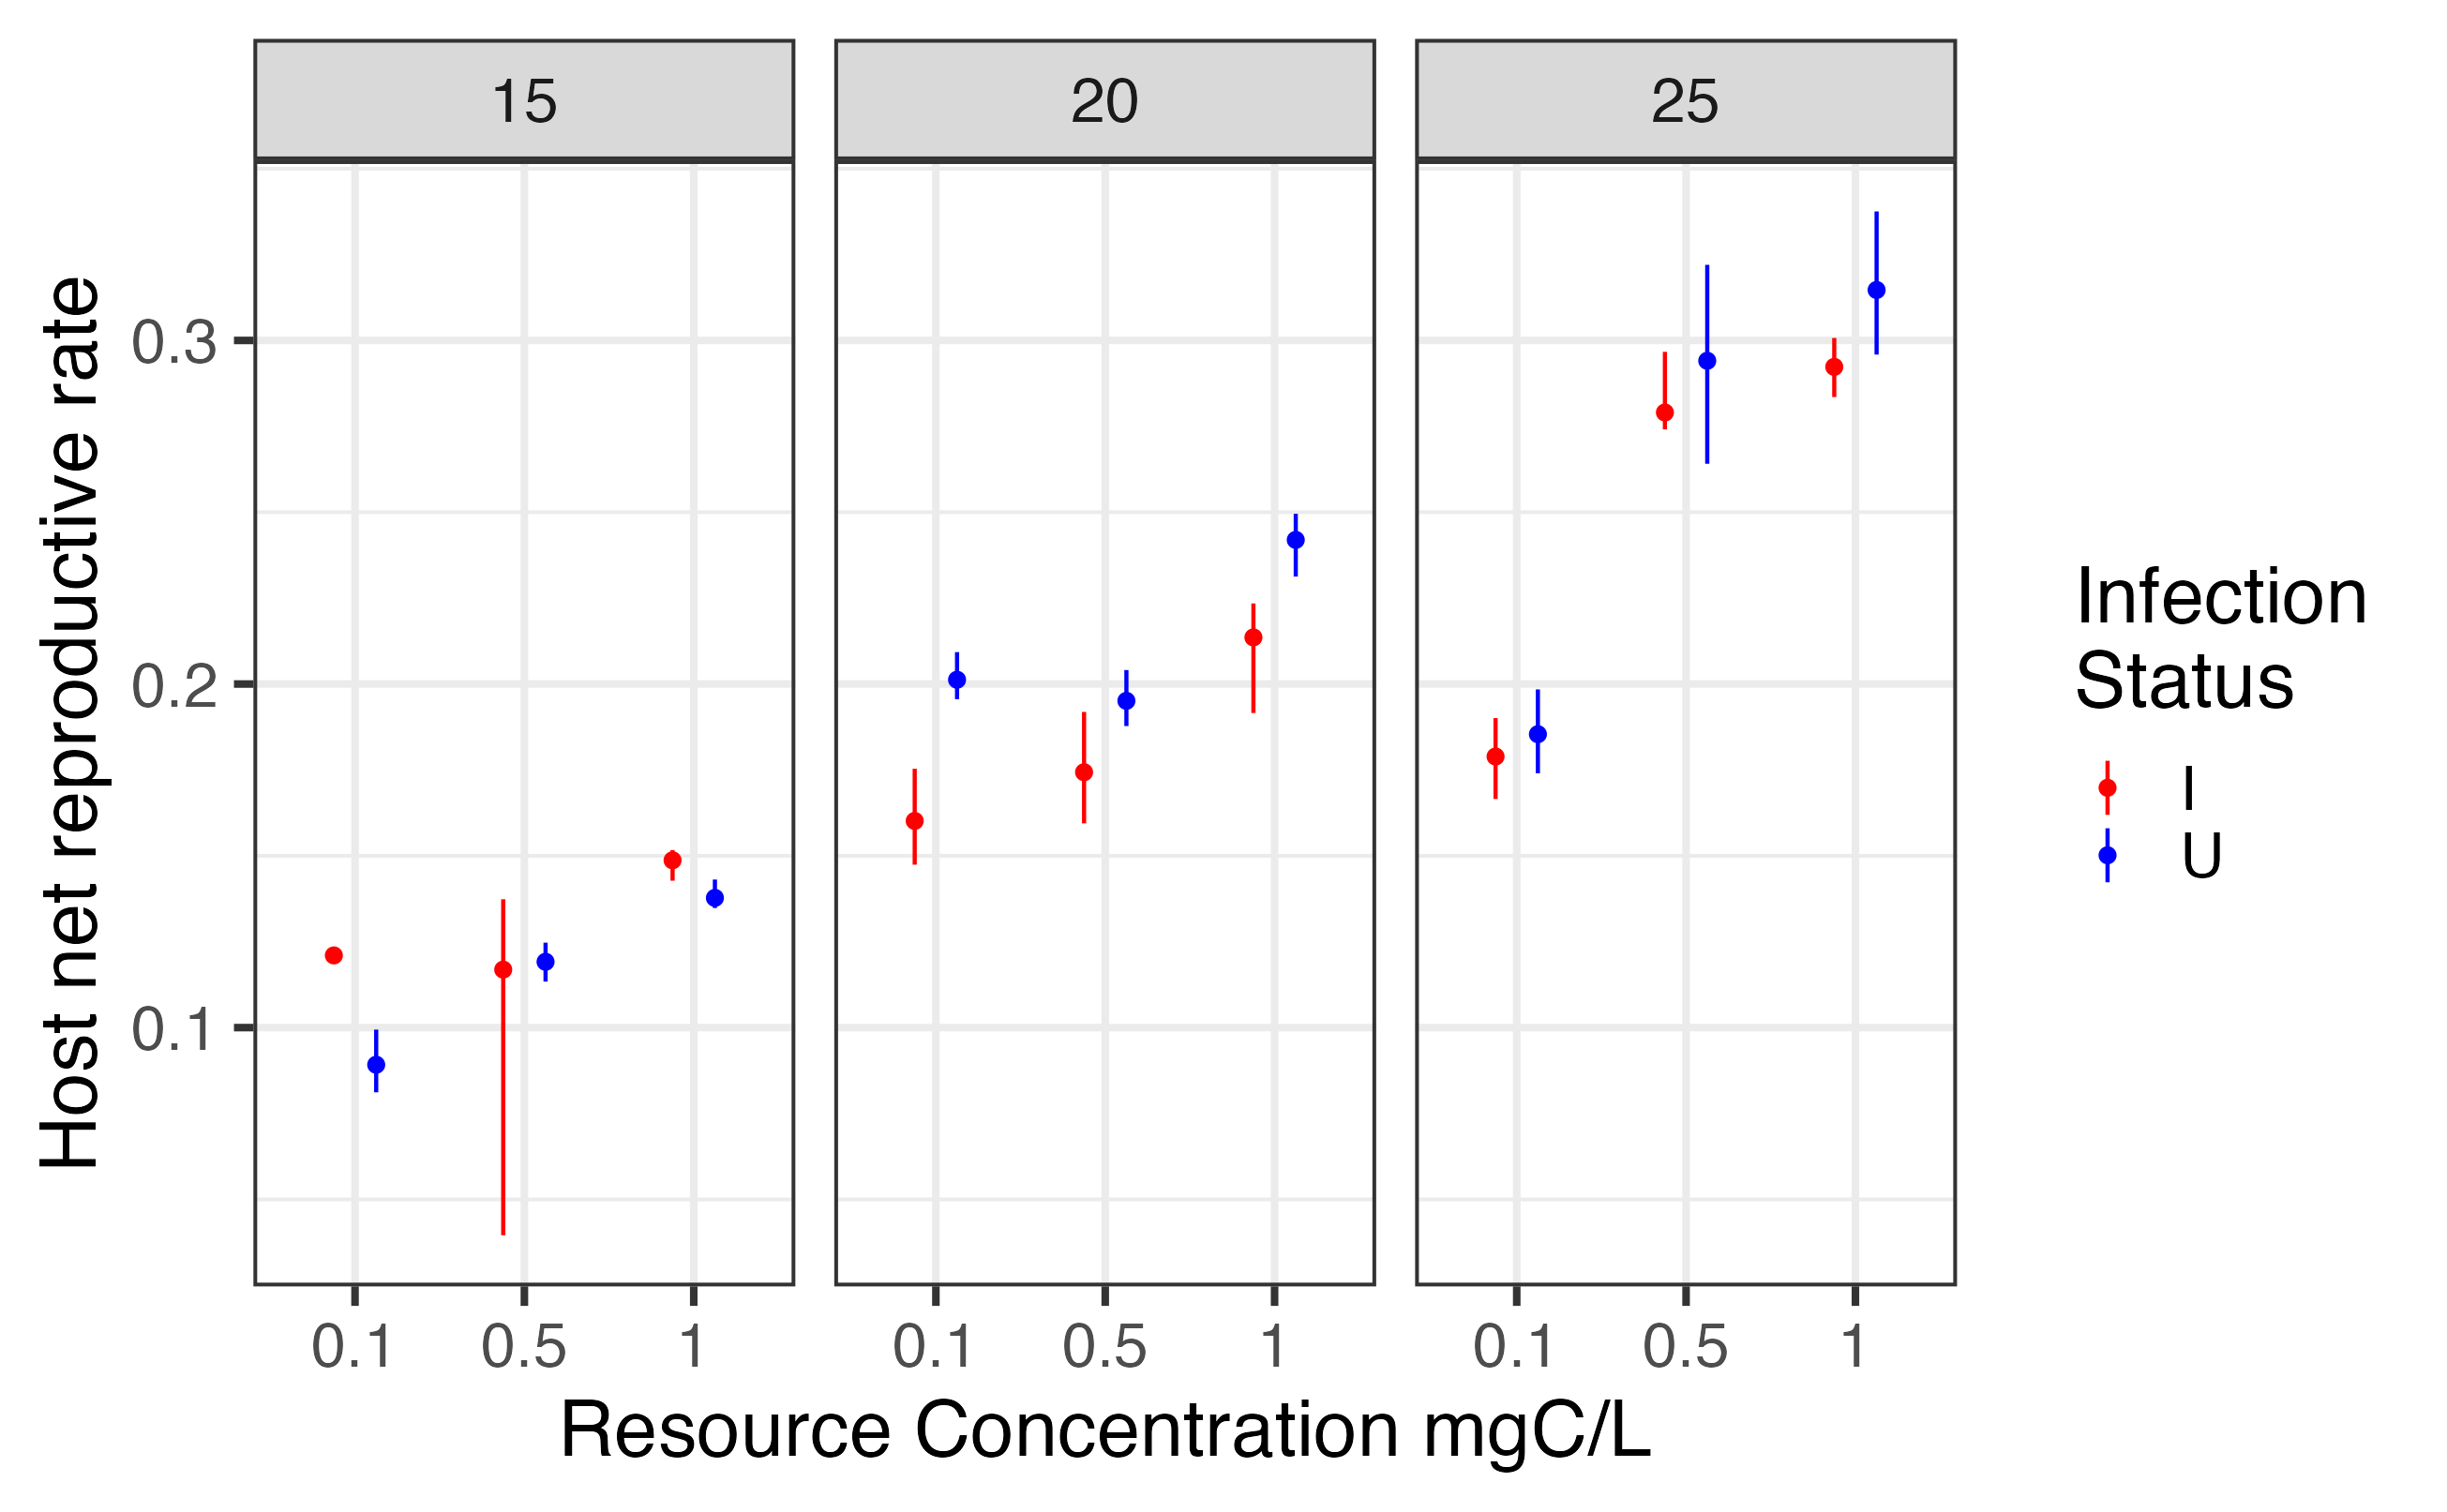 15
20
25
Host net reproductive rate
0.3
0.2
0.1
0.1 0.5 1
0.1 0.5 1
0.1 0.5 1
Resource Concentration mgC/L
Infection
Status
I
U